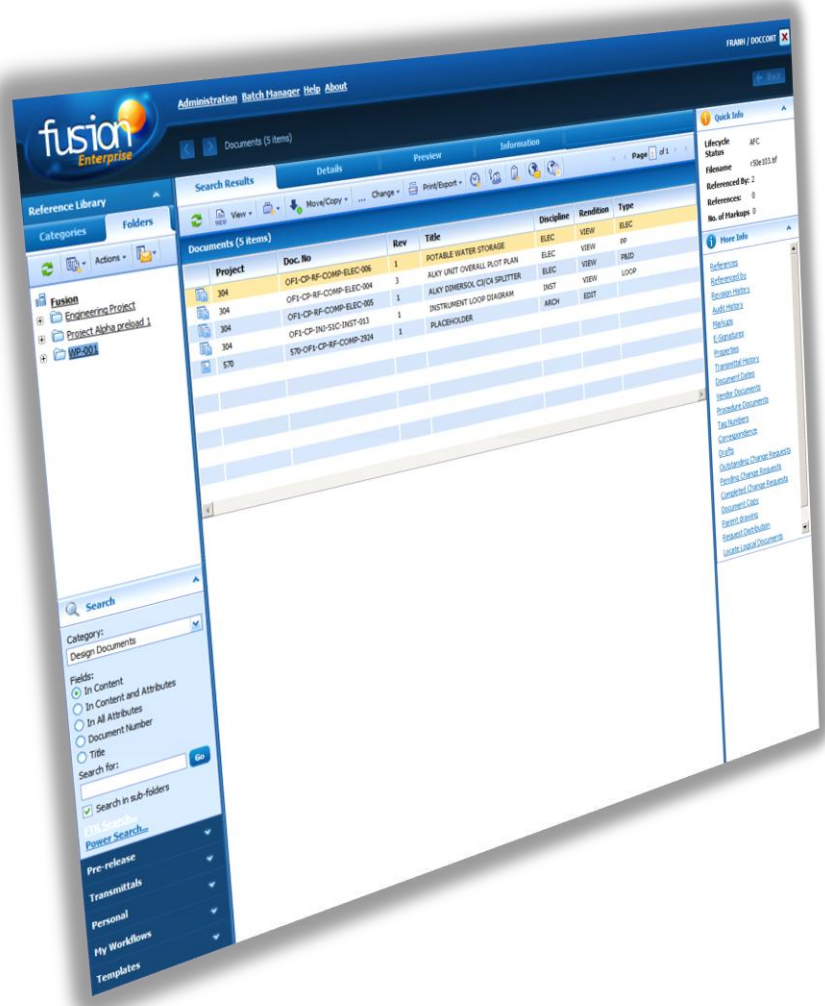 fusion
Enterprise
Administration Batch Manager Help About
FRANH / DOCCONT X
Documents (5 items)
Back
Reference Library
Categories Folders
Actions
Fusion
Engineering Project
Project Alpha preload 1
WP-001
Search Results Details Preview Information
VIEW View Move/Copy ... Change Print/Export Page 1 of 1
Documents (5 items)
Project Doc. No Rev Title Discipline Rendition Type
304 OF1-CP-RF-COMP-ELEC-006 1 POTABLE WATER STORAGE ELEC VIEW ELEC
304 OF1-CP-RF-COMP-ELEC-004 3 ALKY UNIT OVERALL PLOT PLAN ELEC VIEW PP
304 OF1-CP-RF-COMP-ELEC-005 1 ALKY DIMERSOL C3/C4 SPLITTER ELEC VIEW P&ID
304 OF1-CP-INJ-S1C-INST-013 1 INSTRUMENT LOOP DIAGRAM INST VIEW LOOP
570 570-OF1-CP-RF-COMP-2924 1 PLACEHOLDER ARCH EDIT
Quick Info
Lifecycle Status AFC
Filename r50e103.tif
Referenced By: 2
References: 0
No. of Markups 0
More Info
References
Referenced by
Revision History
Audit History
Markups
E-Signatures
Properties
Transmittal History
Document Dates
Vendor Documents
Procedure Documents
Tag Numbers
Correspondence
Drafts
Outstanding Change Requests
Pending Change Requests
Completed Change Requests
Document Copy
Parent drawing
Request Distribution
Locate Logical Documents
Search
Category:
Design Documents
Fields:
In Content
In Content and Attributes
In All Attributes
Document Number
Title
Search for:
Go
Search in sub-folders
Search...
Power Search...
Pre-release
Transmittals
Personal
My Workflows
Templates